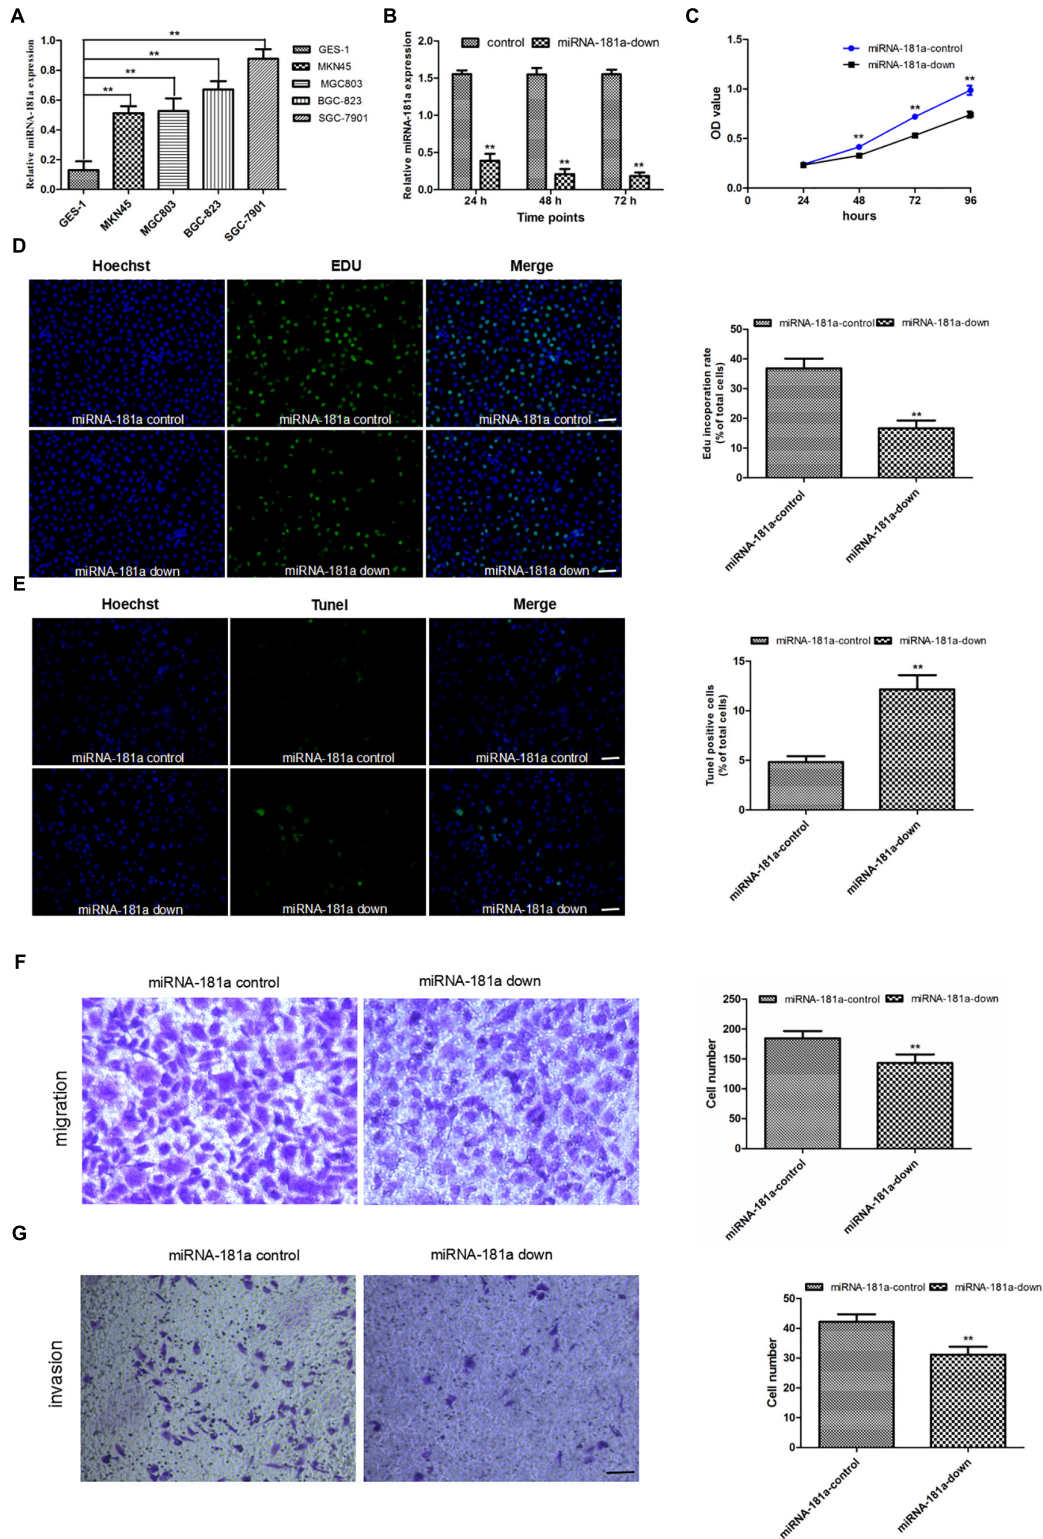 A
Relative miRNA-181a expression
1.0
0.8
0.6
0.4
0.2
0.0
**
**
**
**
GES-1
MKN45
MGC803
BGC-823
SGC-7901
GES-1
MKN45
MGC803
BGC-823
SGC-7901
B
Relative miRNA-181a expression
2.0
1.5
1.0
0.5
0.0
control
miRNA-181a-down
**
**
**
24 h
48 h
72 h
Time points
C
OD value
1.5
1.0
0.5
0.0
miRNA-181a-control
miRNA-181a-down
**
**
**
0
24
48
72
96
hours
D
Hoechst
EDU
Merge
miRNA-181a control
miRNA-181a control
miRNA-181a control
miRNA-181a down
miRNA-181a down
miRNA-181a down
miRNA-181a-control
miRNA-181a-down
Edu incoporation rate
(% of total cells)
50
40
30
20
10
0
**
miRNA-181a-control
miRNA-181a-down
E
Hoechst
Tunel
Merge
miRNA-181a control
miRNA-181a control
miRNA-181a control
miRNA-181a down
miRNA-181a down
miRNA-181a down
miRNA-181a-control
miRNA-181a-down
Tunel positive cells
(% of total cells)
15
10
5
0
**
miRNA-181a-control
miRNA-181a-down
F
miRNA-181a control
miRNA-181a down
migration
miRNA-181a-control
miRNA-181a-down
Cell number
250
200
150
100
50
0
**
miRNA-181a-control
miRNA-181a-down
G
miRNA-181a control
miRNA-181a down
invasion
miRNA-181a-control
miRNA-181a-down
Cell number
50
40
30
20
10
0
**
miRNA-181a-control
miRNA-181a-down